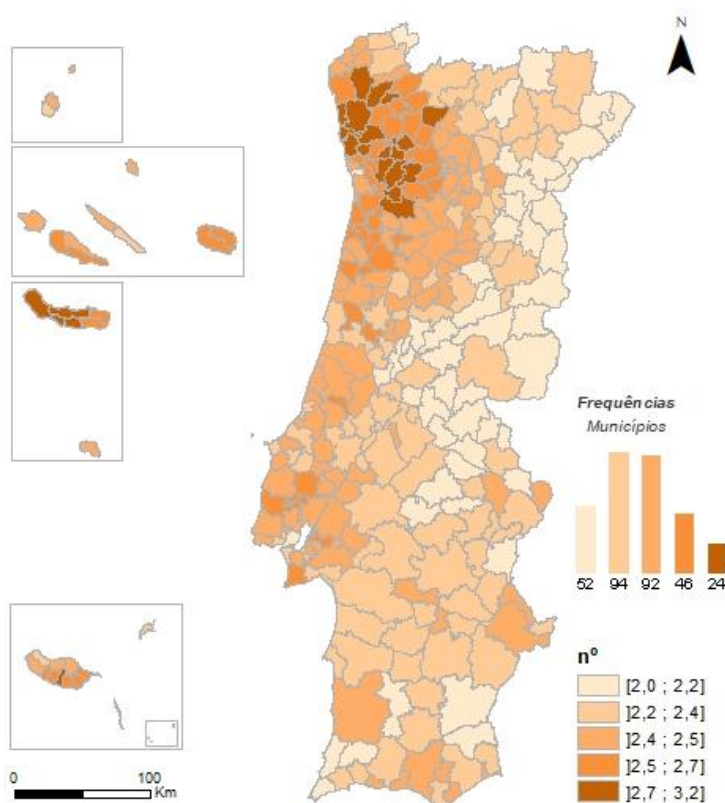 N
Frequências
Municípios
52 94 92 46 24
nº
]2,0 ; 2,2]
]2,2 ; 2,4]
]2,4 ; 2,5]
]2,5 ; 2,7]
]2,7 ; 3,2]
0 100
Km